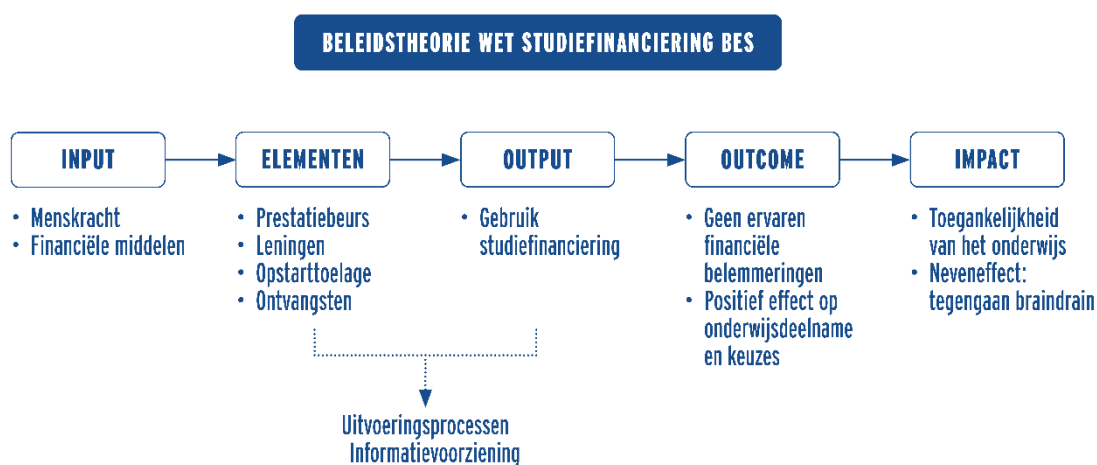 BELEIDSTHEORIE WET STUDIEFINANCIERING BES
INPUT
• Menskracht
• Financiële middelen
ELEMENTEN
• Prestatiebeurs
• Leningen
• Opstarttoelage
• Ontvangsten
OUTPUT
• Gebruik
studiefinanciering
OUTCOME
• Geen ervaren
financiële
belemmeringen
• Positief effect op
onderwijsdeelname
en keuzes
IMPACT
• Toegankelijkheid
van het onderwijs
• Neveneffect:
tegengaan braindrain
Uitvoeringsprocessen
Informatievoorziening